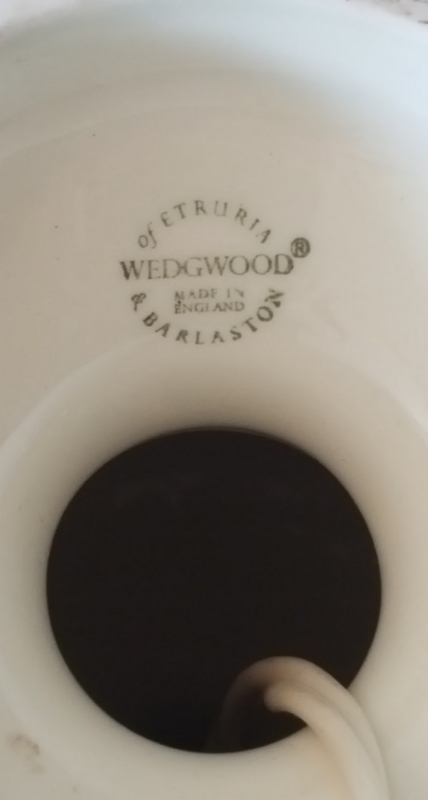 of ETRURIA
WEDGWOOD®
MADE IN
ENGLAND
& BARLASTON